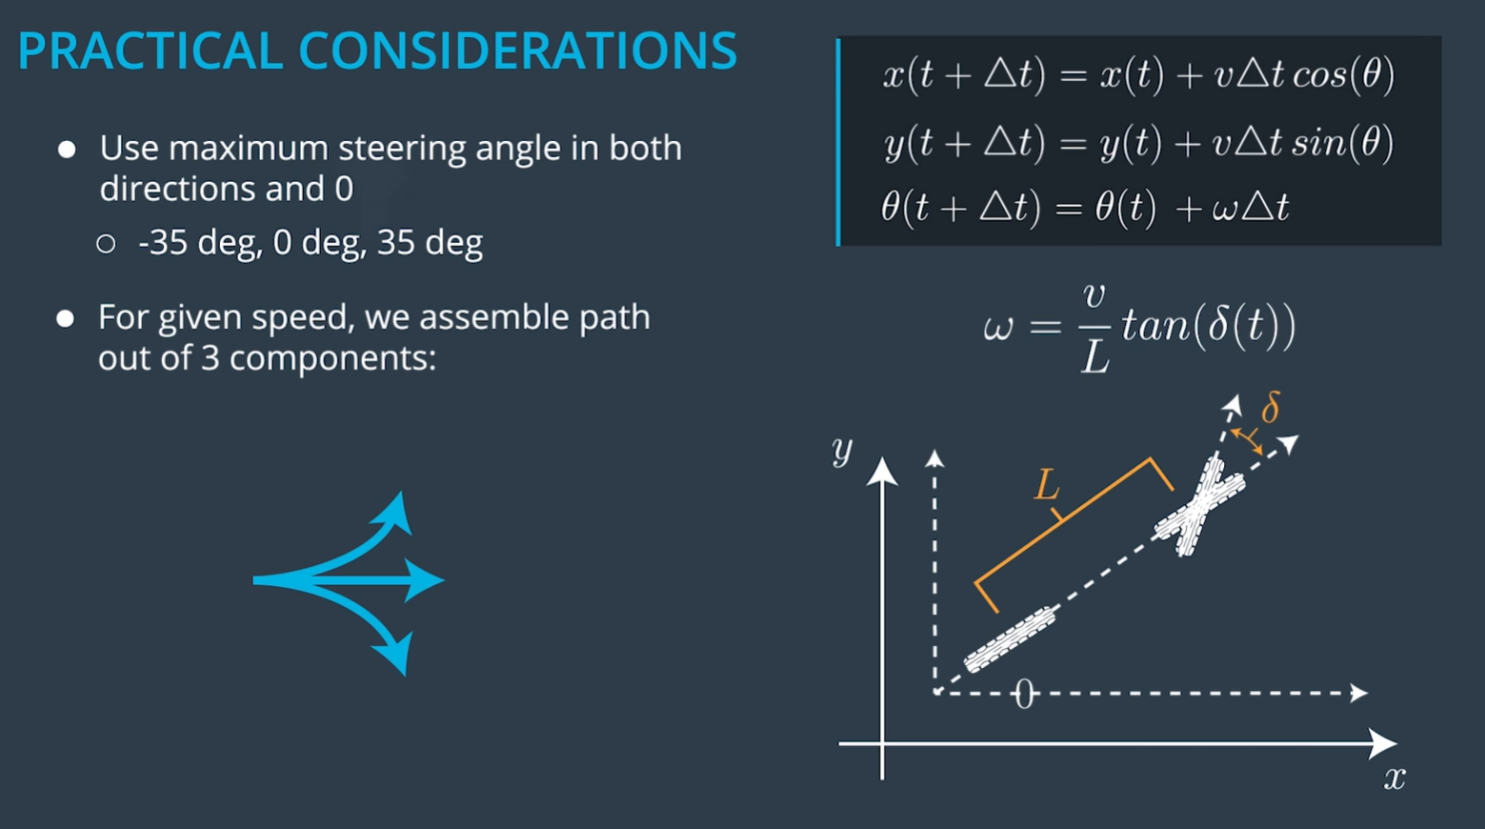 PRACTICAL CONSIDERATIONS
● Use maximum steering angle in both
directions and 0
○ -35 deg, 0 deg, 35 deg
● For given speed, we assemble path
out of 3 components:
x(t + △t) = x(t) + v△t cos(θ)
y(t + △t) = y(t) + v△t sin(θ)
θ(t + △t) = θ(t) + ω△t
ω = v/L tan(δ(t))
δ
y
L
0
x